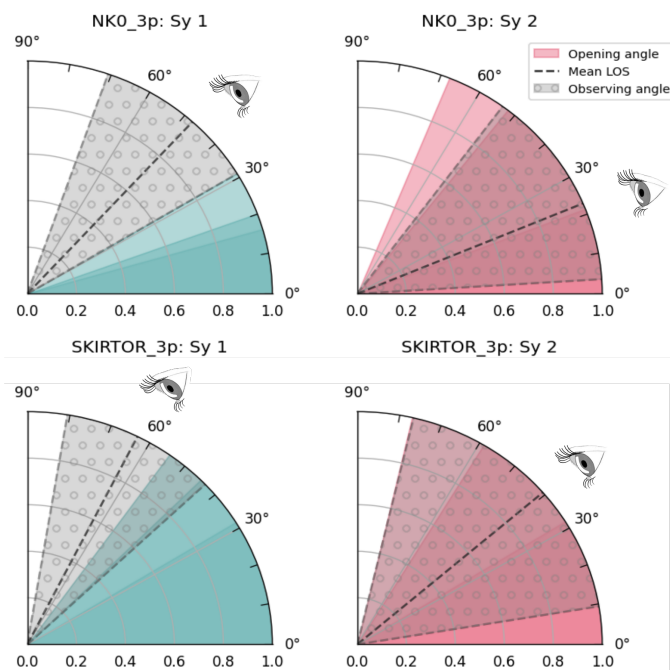 NK0_3p: Sy 1
90°
60°
30°
0°
0.0 0.2 0.4 0.6 0.8 1.0
NK0_3p: Sy 2
90°
Opening angle
Mean LOS
Observing angle
60°
30°
0°
0.0 0.2 0.4 0.6 0.8 1.0
SKIRTOR_3p: Sy 1
90°
60°
30°
0°
0.0 0.2 0.4 0.6 0.8 1.0
SKIRTOR_3p: Sy 2
90°
60°
30°
0°
0.0 0.2 0.4 0.6 0.8 1.0